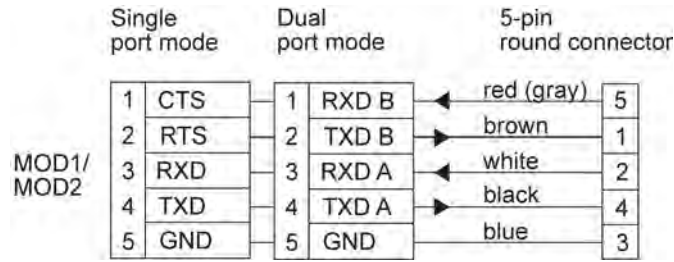 Single Dual 5-pin
port mode port mode round connector
1 CTS 1 RXD B red (gray) 5
2 RTS 2 TXD B brown 1
MOD1/
MOD2
3 RXD 3 RXD A white 2
4 TXD 4 TXD A black 4
5 GND 5 GND blue 3